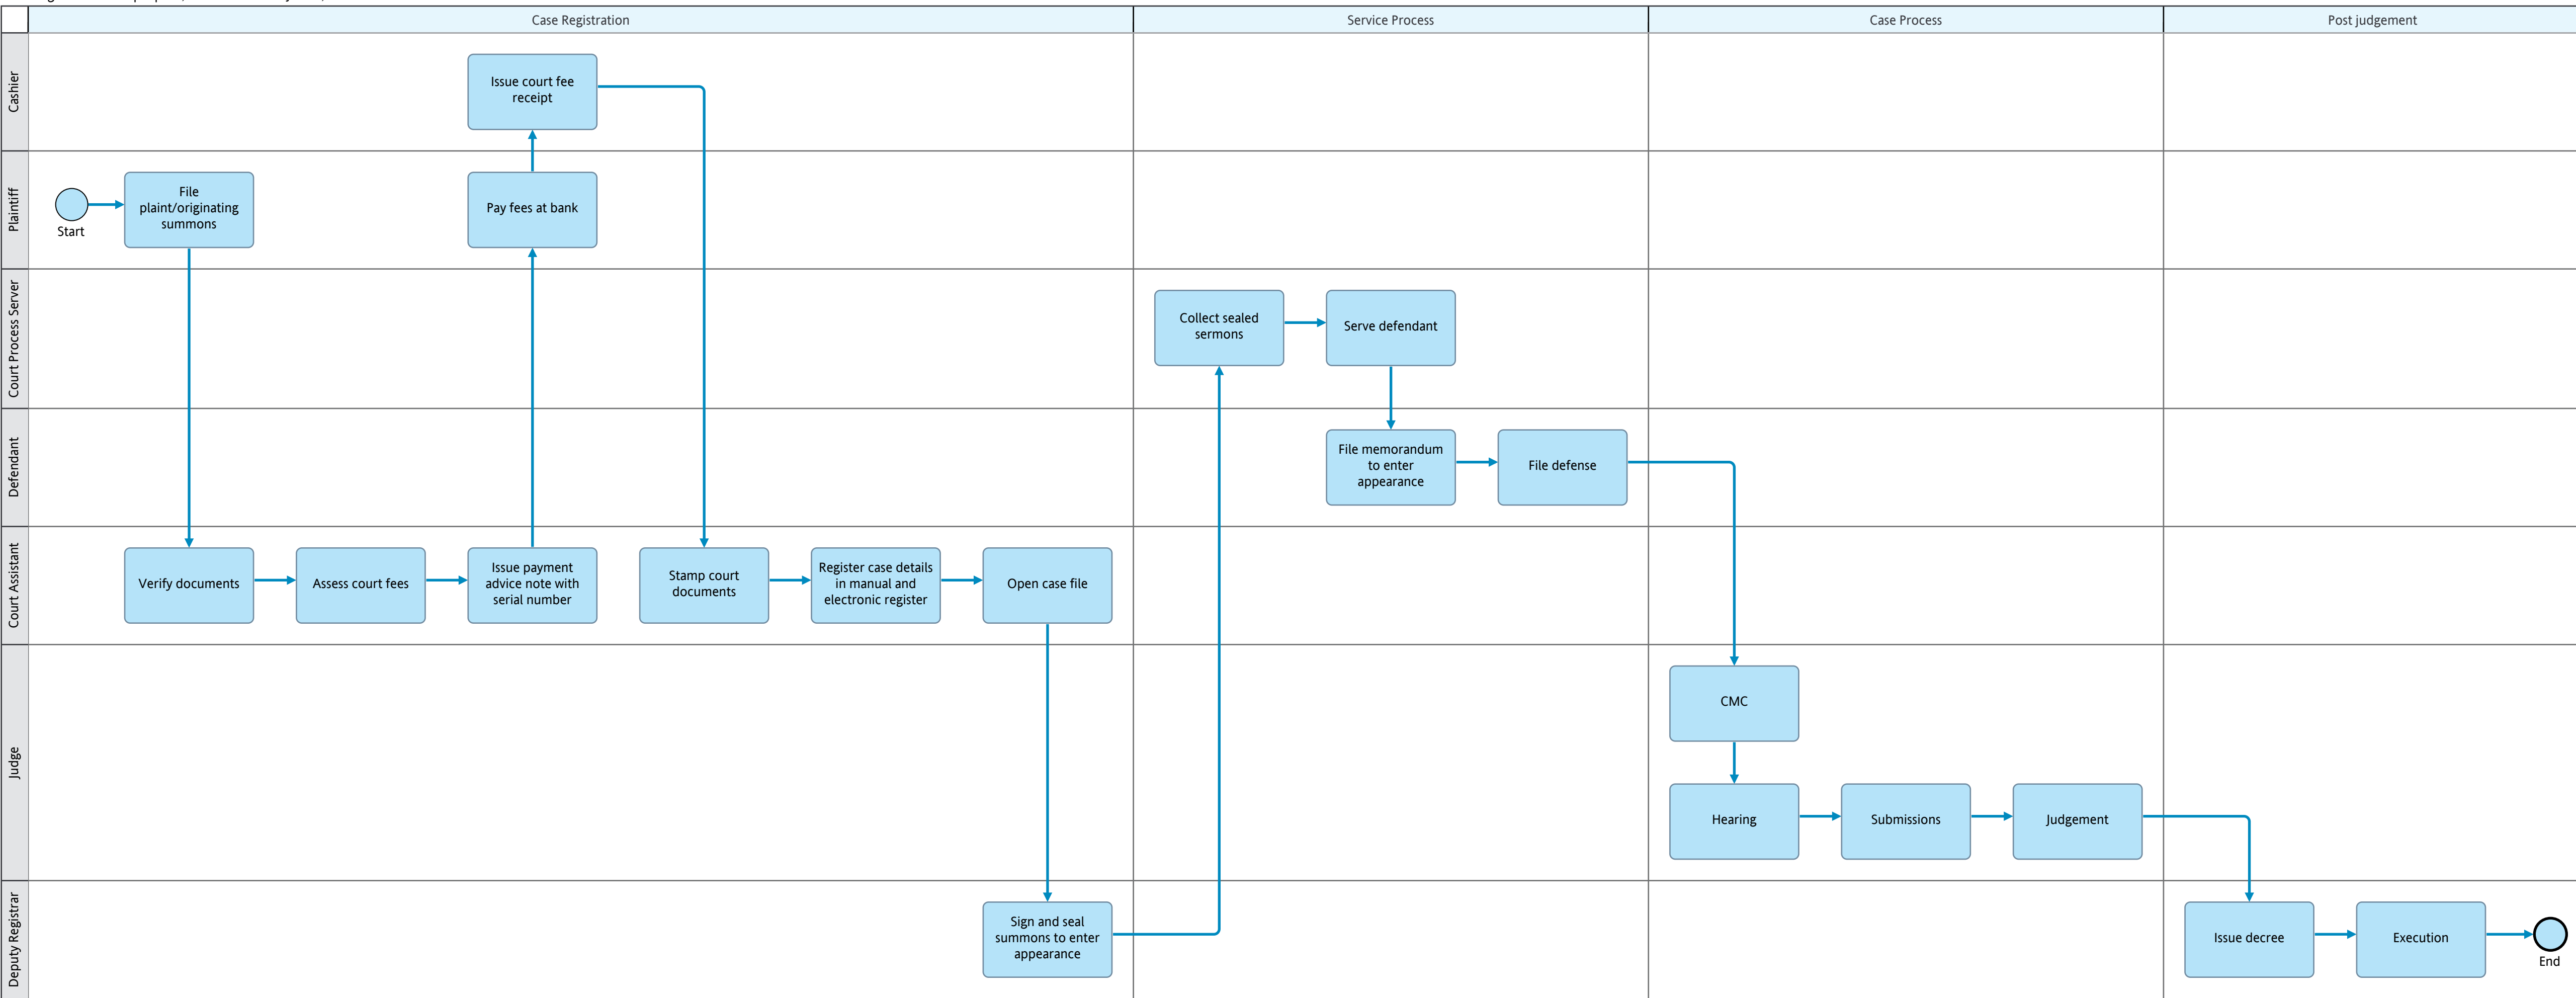 Case Registration
Service Process
Case Process
Post judgement
Cashier
Issue court fee
receipt
Plaintiff
Start
File
plaint/originating
summons
Pay fees at bank
Court Process Server
Collect sealed
sermons
Serve defendant
Defendant
File memorandum
to enter
appearance
File defense
Court Assistant
Verify documents
Assess court fees
Issue payment
advice note with
serial number
Stamp court
documents
Register case details
in manual and
electronic register
Open case file
Judge
CMC
Hearing
Submissions
Judgement
Deputy Registrar
Sign and seal
summons to enter
appearance
Issue decree
Execution
End